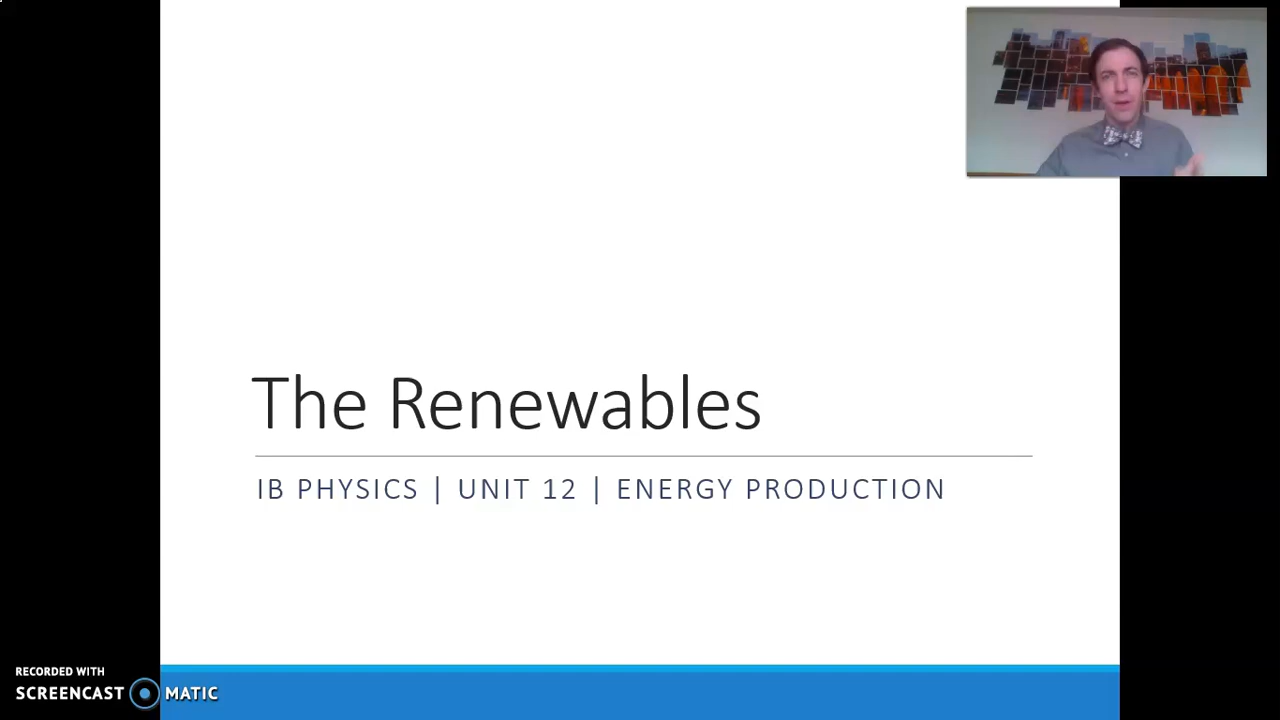 The Renewables
IB PHYSICS | UNIT 12 | ENERGY PRODUCTION
RECORDED WITH
SCREENCAST MATIC